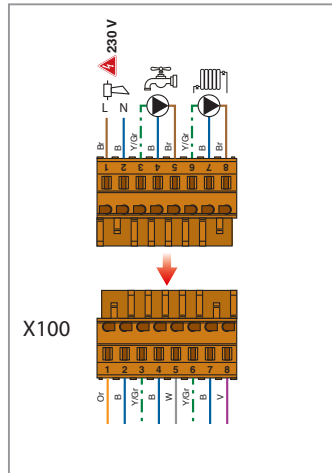 230 V
L N
Br B Y/Gr B Br Y/Gr B Br
1 2 3 4 5 6 7 8
X100
1 2 3 4 5 6 7 8
Or B Y/Gr B W Y/Gr B V